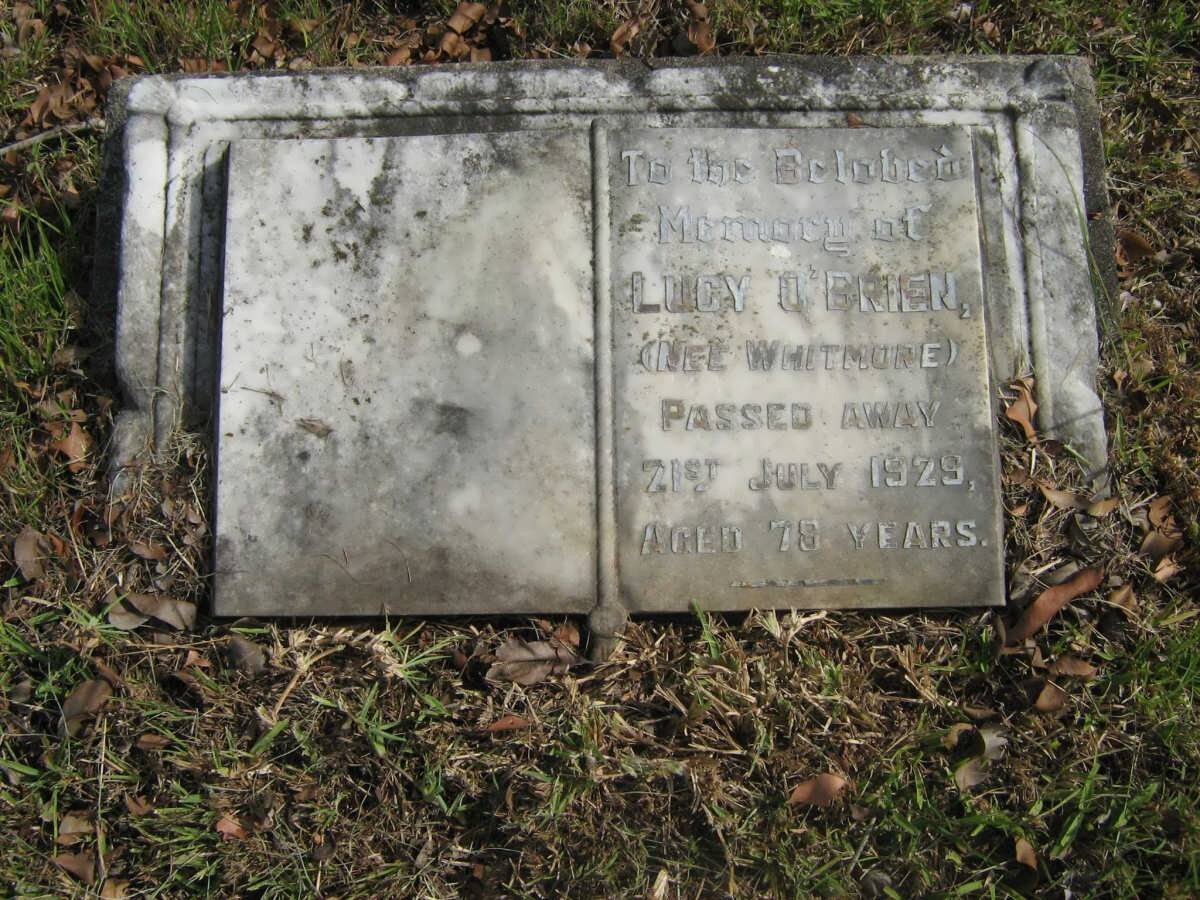 To the Beloved
Memory of
LUCY O'BRIEN,
(NEE WHITMORE)
PASSED AWAY
21ST JULY 1929,
AGED 78 YEARS.